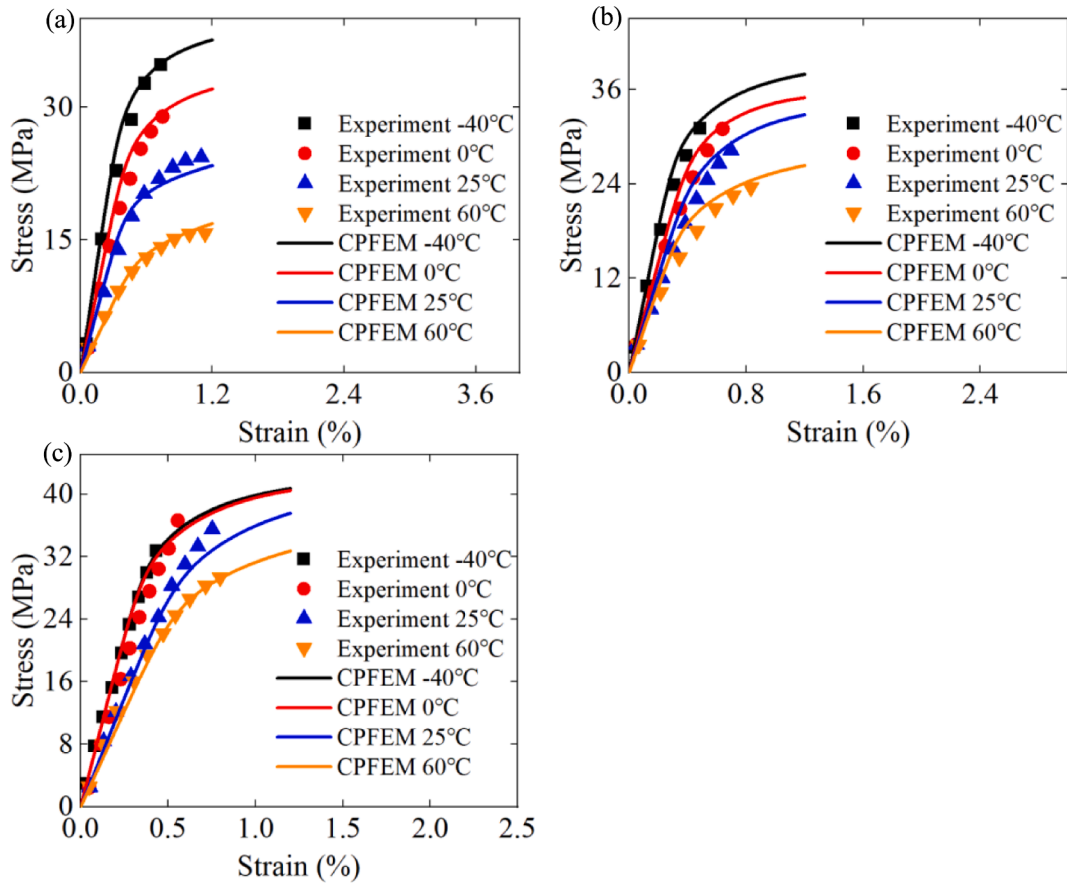 (a)
Stress (MPa)
30
15
0
0.0 1.2 2.4 3.6
Strain (%)
Experiment -40℃
Experiment 0℃
Experiment 25℃
Experiment 60℃
CPFEM -40℃
CPFEM 0℃
CPFEM 25℃
CPFEM 60℃
(b)
Stress (MPa)
36
24
12
0
0.0 0.8 1.6 2.4
Strain (%)
Experiment -40℃
Experiment 0℃
Experiment 25℃
Experiment 60℃
CPFEM -40℃
CPFEM 0℃
CPFEM 25℃
CPFEM 60℃
(c)
Stress (MPa)
40
32
24
16
8
0
0.0 0.5 1.0 1.5 2.0 2.5
Strain (%)
Experiment -40℃
Experiment 0℃
Experiment 25℃
Experiment 60℃
CPFEM -40℃
CPFEM 0℃
CPFEM 25℃
CPFEM 60℃